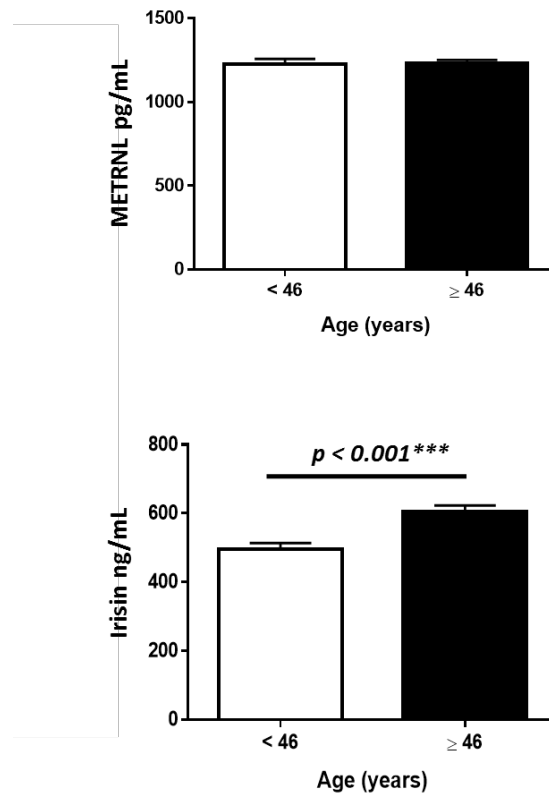 METRNL pg/mL
1500
1000
500
0
< 46
≥ 46
Age (years)
Irisin ng/mL
800
600
400
200
0
p < 0.001***
< 46
≥ 46
Age (years)